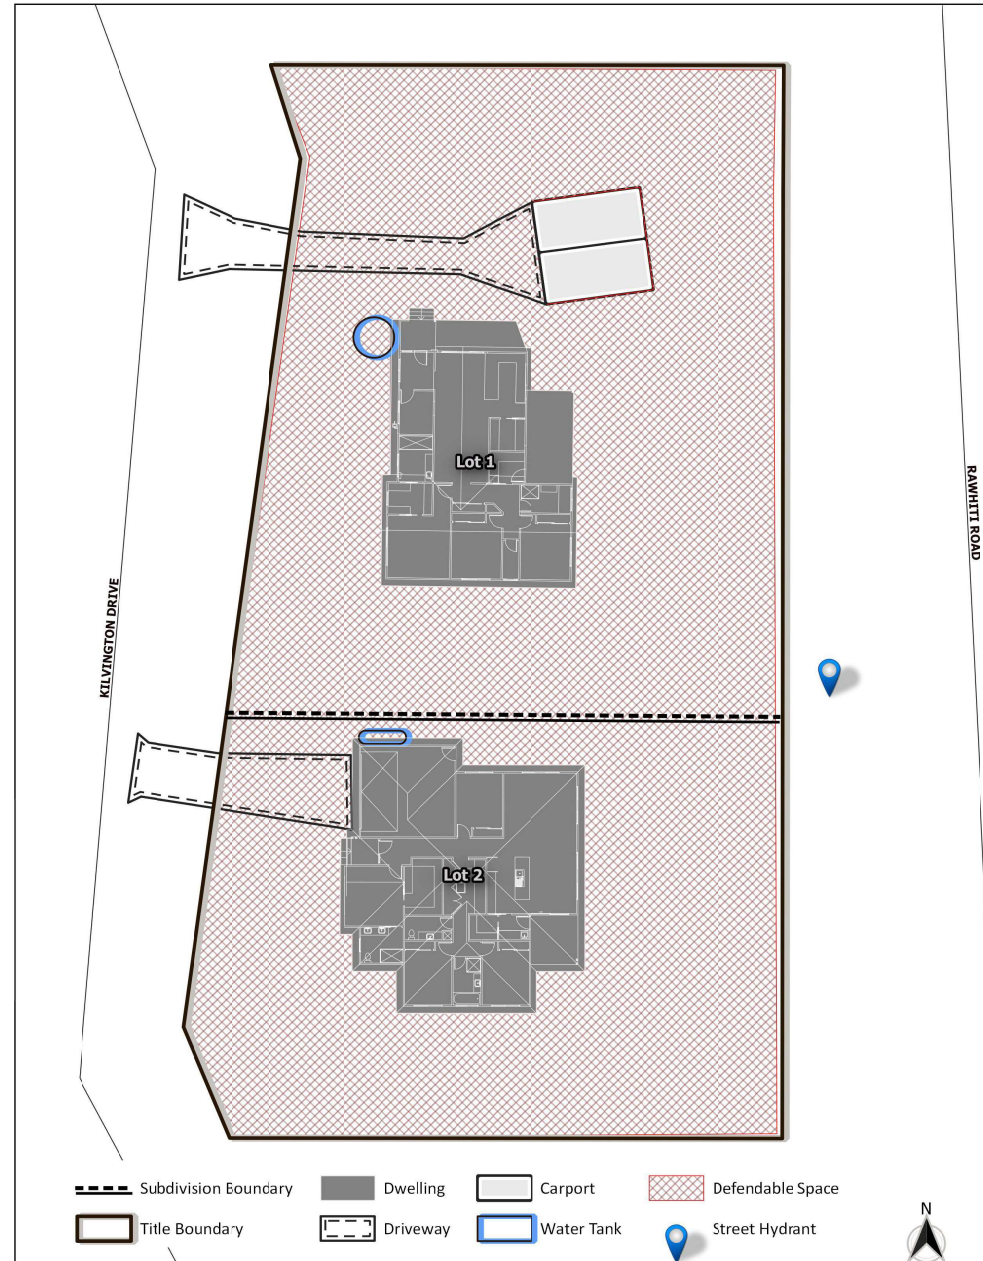 Lot 1
RAWHITI ROAD
KILVINGTON DRIVE
Lot 2
Subdivision Boundary
Dwelling
Carport
Defendable Space
Title Boundary
Driveway
Water Tank
Street Hydrant
N